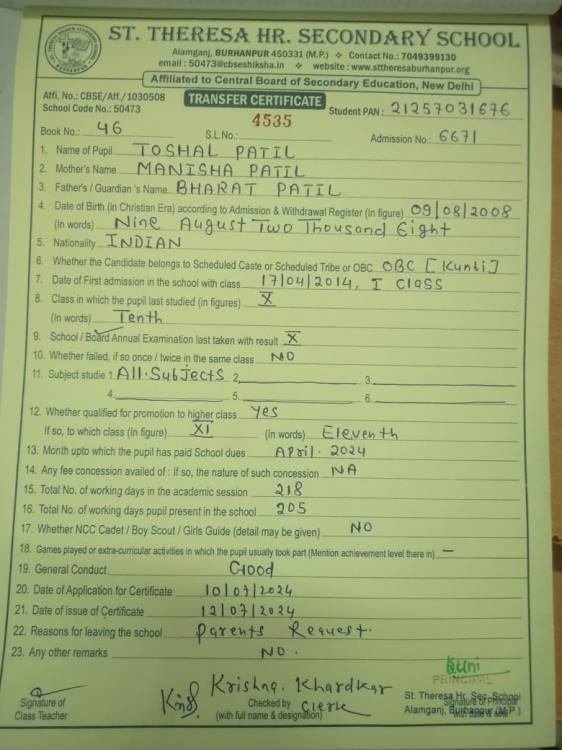 ST. THERESA HR. SECONDARY SCHOOL
Alamganj, BURHANPUR 450331 (M.P.) ❖ Contact No.: 7049399130
email : 50473@cbseshiksha.in ❖ website : www.sttheresaburhanpur.org
Affiliated to Central Board of Secondary Education, New Delhi
Affi. No.: CBSE/Aff./1030508
School Code No.: 50473
TRANSFER CERTIFICATE
Student PAN : 21257031676
4535
Book No.: 46 S.L.No.: Admission No.: 6671
1. Name of Pupil TOSHAL PATIL
2. Mother's Name MANISHA PATIL
3. Father's / Guardian 's Name BHARAT PATIL
4. Date of Birth (in Christian Era) according to Admission & Withdrawal Register (In figure) 09/08/2008
(In words) Nine August Two Thousand Eight
5. Nationality INDIAN
6. Whether the Candidate belongs to Scheduled Caste or Scheduled Tribe or OBC OBC [Kunbi]
7. Date of First admission in the school with class 17/04/2014, I Class
8. Class in which the pupil last studied (in figures) X
(In words) Tenth
9. School / Board Annual Examination last taken with result X
10. Whether failed, if so once / twice in the same class NO
11. Subject studie 1. All Subjects 2. 3.
4. 5. 6.
12. Whether qualified for promotion to higher class Yes
If so, to which class (In figure) XI (In words) Eleventh
13. Month upto which the pupil has paid School dues April. 2024
14. Any fee concession availed of : If so, the nature of such concession NA
15. Total No. of working days in the academic session 218
16. Total No. of working days pupil present in the school 205
17. Whether NCC Cadet / Boy Scout / Girls Guide (detail may be given) NO
18. Games played or extra-curricular activities in which the pupil usually took part (Mention achievement level there in) —
19. General Conduct Good
20. Date of Application for Certificate 10/07/2024
21. Date of issue of Certificate 12/07/2024
22. Reasons for leaving the school Parents Request.
23. Any other remarks NO.
Krishna. Khardkar
Clerk
Signature of
Class Teacher
Checked by
(with full name & designation)
PRINCIPAL
St. Theresa Hr. Sec. School
Signature of Principal
Alamganj, Burhanpur (M.P.)
with date & seal